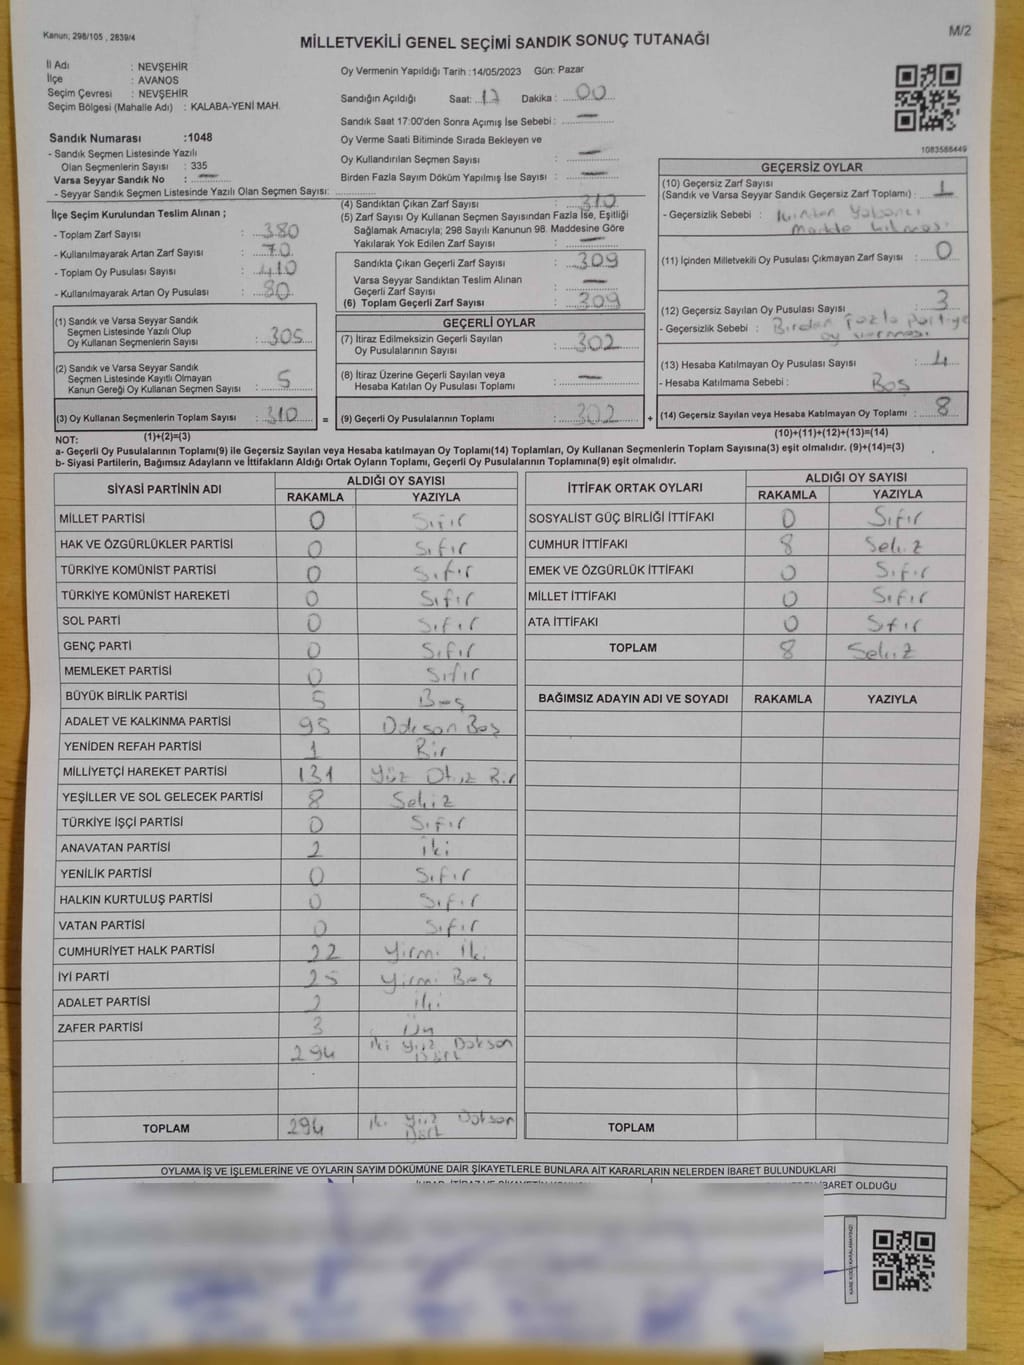 Kanun; 298/105 , 2839/4
M/2
MİLLETVEKİLİ GENEL SEÇİMİ SANDIK SONUÇ TUTANAĞI
İl Adı : NEVŞEHİR
İlçe : AVANOS
Seçim Çevresi : NEVŞEHİR
Seçim Bölgesi (Mahalle Adı) : KALABA-YENİ MAH.
Sandık Numarası :1048
- Sandık Seçmen Listesinde Yazılı
Olan Seçmenlerin Sayısı : 335
Varsa Seyyar Sandık No : —
- Seyyar Sandık Seçmen Listesinde Yazılı Olan Seçmen Sayısı:
Oy Vermenin Yapıldığı Tarih :14/05/2023 Gün: Pazar
Sandığın Açıldığı Saat: 17 Dakika : 00
Sandık Saat 17:00'den Sonra Açımış İse Sebebi : —
Oy Verme Saati Bitiminde Sırada Bekleyen ve
Oy Kullandırılan Seçmen Sayısı : —
Birden Fazla Sayım Döküm Yapılmış İse Sayısı : —
1083586449
İlçe Seçim Kurulundan Teslim Alınan ;
- Toplam Zarf Sayısı : 380
- Kullanılmayarak Artan Zarf Sayısı : 70
- Toplam Oy Pusulası Sayısı : 410
- Kullanılmayarak Artan Oy Pusulası : 80
(1) Sandık ve Varsa Seyyar Sandık
Seçmen Listesinde Yazılı Olup
Oy Kullanan Seçmenlerin Sayısı : 305
(2) Sandık ve Varsa Seyyar Sandık
Seçmen Listesinde Kayıtlı Olmayan
Kanun Gereği Oy Kullanan Seçmen Sayısı : 5
(3) Oy Kullanan Seçmenlerin Toplam Sayısı : 310 =
(4) Sandıktan Çıkan Zarf Sayısı : 310
(5) Zarf Sayısı Oy Kullanan Seçmen Sayısından Fazla İse, Eşitliği
Sağlamak Amacıyla; 298 Sayılı Kanunun 98. Maddesine Göre
Yakılarak Yok Edilen Zarf Sayısı : —
Sandıkta Çıkan Geçerli Zarf Sayısı : 309
Varsa Seyyar Sandıktan Teslim Alınan
Geçerli Zarf Sayısı : —
(6) Toplam Geçerli Zarf Sayısı : 309
GEÇERLİ OYLAR
(7) İtiraz Edilmeksizin Geçerli Sayılan
Oy Pusulalarının Sayısı : 302
(8) İtiraz Üzerine Geçerli Sayılan veya
Hesaba Katılan Oy Pusulası Toplamı : —
(9) Geçerli Oy Pusulalarının Toplamı : 302 +
GEÇERSİZ OYLAR
(10) Geçersiz Zarf Sayısı
(Sandık ve Varsa Seyyar Sandık Geçersiz Zarf Toplamı) : 1
- Geçersizlik Sebebi : Yabancı
(11) İçinden Milletvekili Oy Pusulası Çıkmayan Zarf Sayısı : 0
(12) Geçersiz Sayılan Oy Pusulası Sayısı : 3
- Geçersizlik Sebebi : Birden fazla partiye
oy verması
(13) Hesaba Katılmayan Oy Pusulası Sayısı : 4
- Hesaba Katılmama Sebebi : Boş
(14) Geçersiz Sayılan veya Hesaba Katılmayan Oy Toplamı : 8
NOT: (1)+(2)=(3) (10)+(11)+(12)+(13)=(14)
a- Geçerli Oy Pusulalarının Toplamı(9) ile Geçersiz Sayılan veya Hesaba katılmayan Oy Toplamı(14) Toplamları, Oy Kullanan Seçmenlerin Toplam Sayısına(3) eşit olmalıdır. (9)+(14)=(3)
b- Siyasi Partilerin, Bağımsız Adayların ve İttifakların Aldığı Ortak Oyların Toplamı, Geçerli Oy Pusulalarının Toplamına(9) eşit olmalıdır.
SİYASİ PARTİNİN ADI ALDIĞI OY SAYISI
RAKAMLA YAZIYLA
MİLLET PARTİSİ 0 Sıfır
HAK VE ÖZGÜRLÜKLER PARTİSİ 0 Sıfır
TÜRKİYE KOMÜNİST PARTİSİ 0 Sıfır
TÜRKİYE KOMÜNİST HAREKETİ 0 Sıfır
SOL PARTİ 0 Sıfır
GENÇ PARTİ 0 Sıfır
MEMLEKET PARTİSİ 0 Sıfır
BÜYÜK BİRLİK PARTİSİ 5 Beş
ADALET VE KALKINMA PARTİSİ 95 Doksan Beş
YENİDEN REFAH PARTİSİ 1 Bir
MİLLİYETÇİ HAREKET PARTİSİ 131 Yüz Otuz Bir
YEŞİLLER VE SOL GELECEK PARTİSİ 8 Sekiz
TÜRKİYE İŞÇİ PARTİSİ 0 Sıfır
ANAVATAN PARTİSİ 2 İki
YENİLİK PARTİSİ 0 Sıfır
HALKIN KURTULUŞ PARTİSİ 0 Sıfır
VATAN PARTİSİ 0 Sıfır
CUMHURİYET HALK PARTİSİ 22 Yirmi İki
İYİ PARTİ 25 Yirmi Beş
ADALET PARTİSİ 2 İki
ZAFER PARTİSİ 3 Üç
294 İki Yüz Doksan
Dört
TOPLAM 294 İki Yüz Doksan
Dört
İTTİFAK ORTAK OYLARI ALDIĞI OY SAYISI
RAKAMLA YAZIYLA
SOSYALİST GÜÇ BİRLİĞİ İTTİFAKI 0 Sıfır
CUMHUR İTTİFAKI 8 Sekiz
EMEK VE ÖZGÜRLÜK İTTİFAKI 0 Sıfır
MİLLET İTTİFAKI 0 Sıfır
ATA İTTİFAKI 0 Sıfır
TOPLAM 8 Sekiz
BAĞIMSIZ ADAYIN ADI VE SOYADI RAKAMLA YAZIYLA
TOPLAM
OYLAMA İŞ VE İŞLEMLERİNE VE OYLARIN SAYIM DÖKÜMÜNE DAİR ŞİKAYETLERLE BUNLARA AİT KARARLARIN NELERDEN İBARET BULUNDUKLARI
İBARET OLDUĞU
KARE KODU KARALAMAYINIZ!